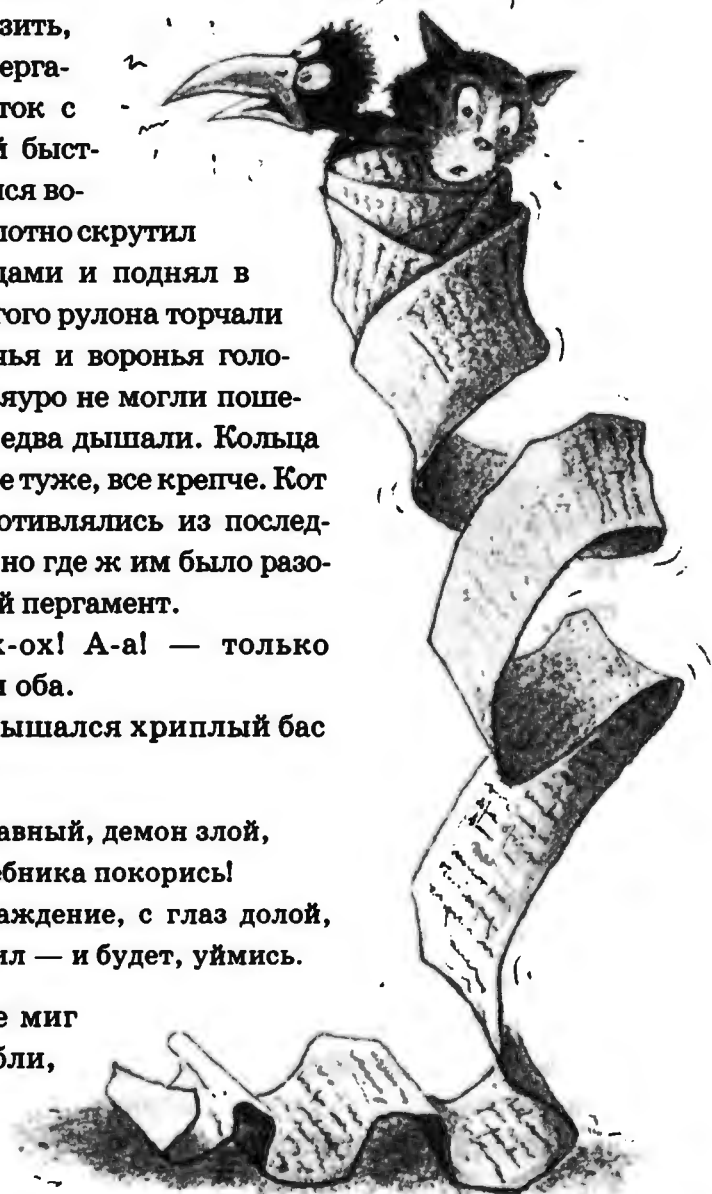 зить,
ерга-
ток с
й быст-
лся во-
лотно скрутил
цами и поднял в
того рулона торчали
чья и воронья голо-
яуро не могли поше-
едва дышали. Кольца
е туже, все крепче. Кот
отивлялись из послед-
но где ж им было разо-
й пергамент.
х-ох! А-а! — только
и оба.
ышался хриплый бас
авный, демон злой,
ебника покорись!
аждение, с глаз долой,
ил — и будет, уймись.
е миг
бли,